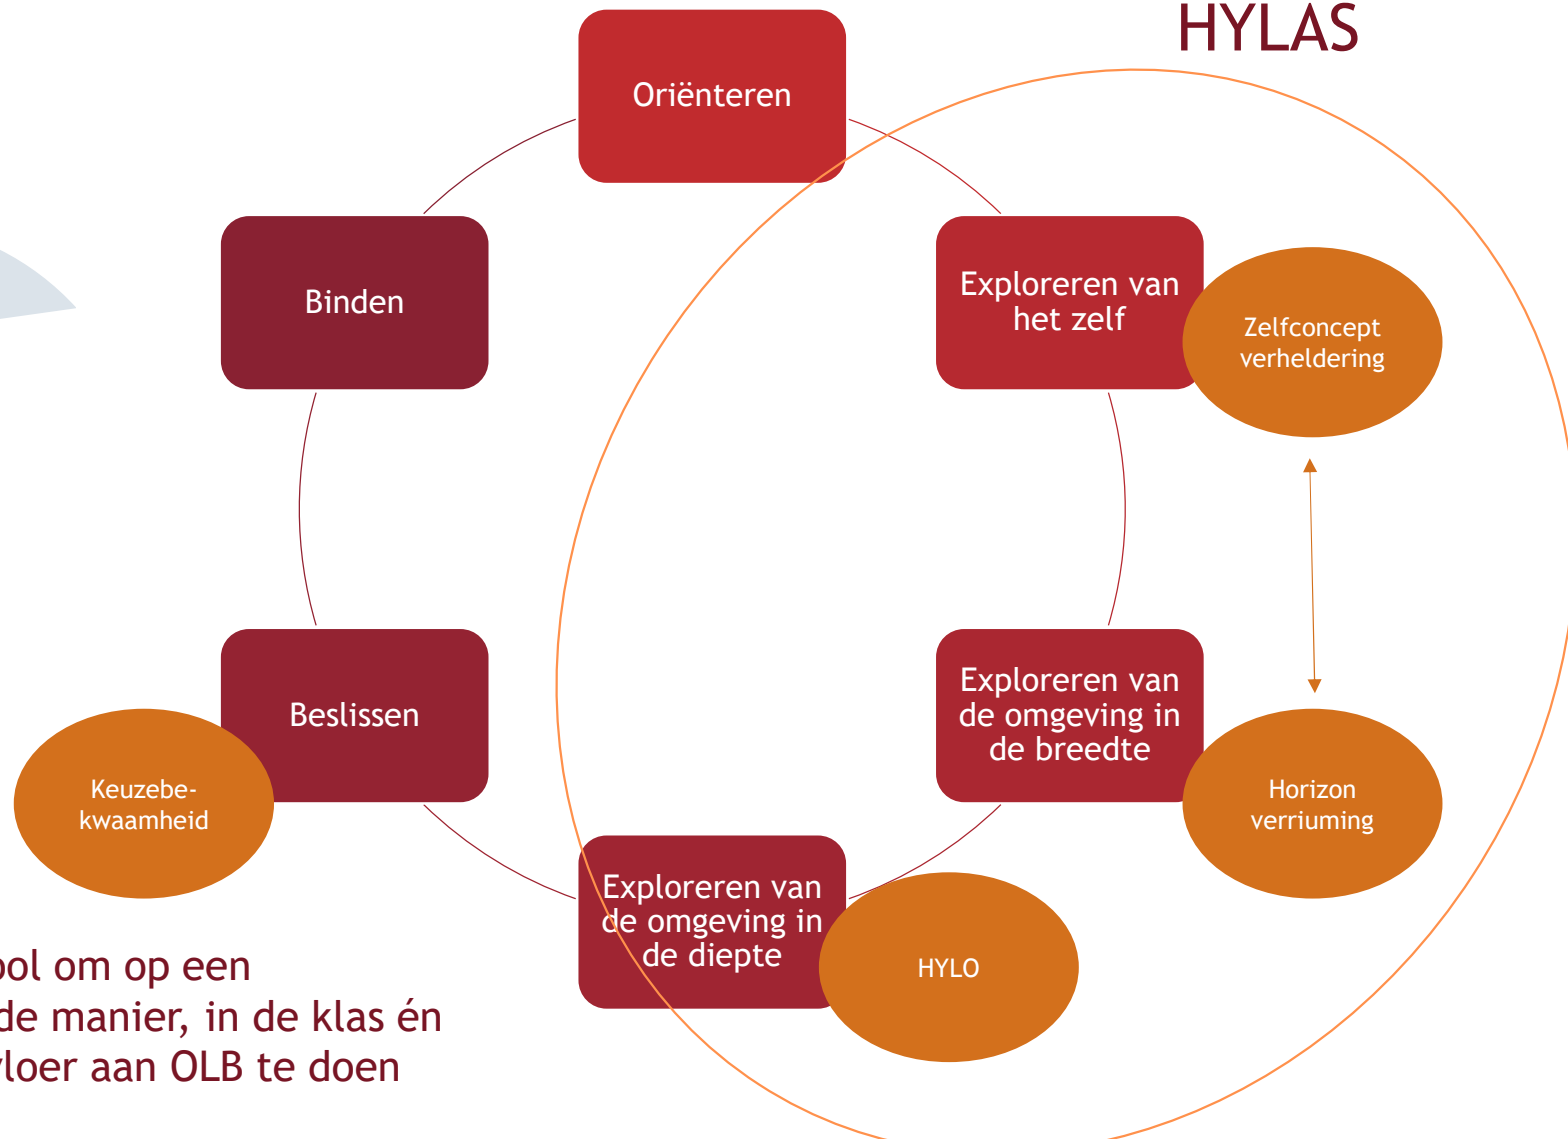 HYLAS
Oriënteren
Exploreren van
het zelf
Zelfconcept
verheldering
Exploreren van
de omgeving in
de breedte
Horizon
verriuming
Exploreren van
de omgeving in
de diepte
HYLO
Beslissen
Keuzebe-
kwaamheid
Binden
ool om op een
de manier, in de klas én
vloer aan OLB te doen